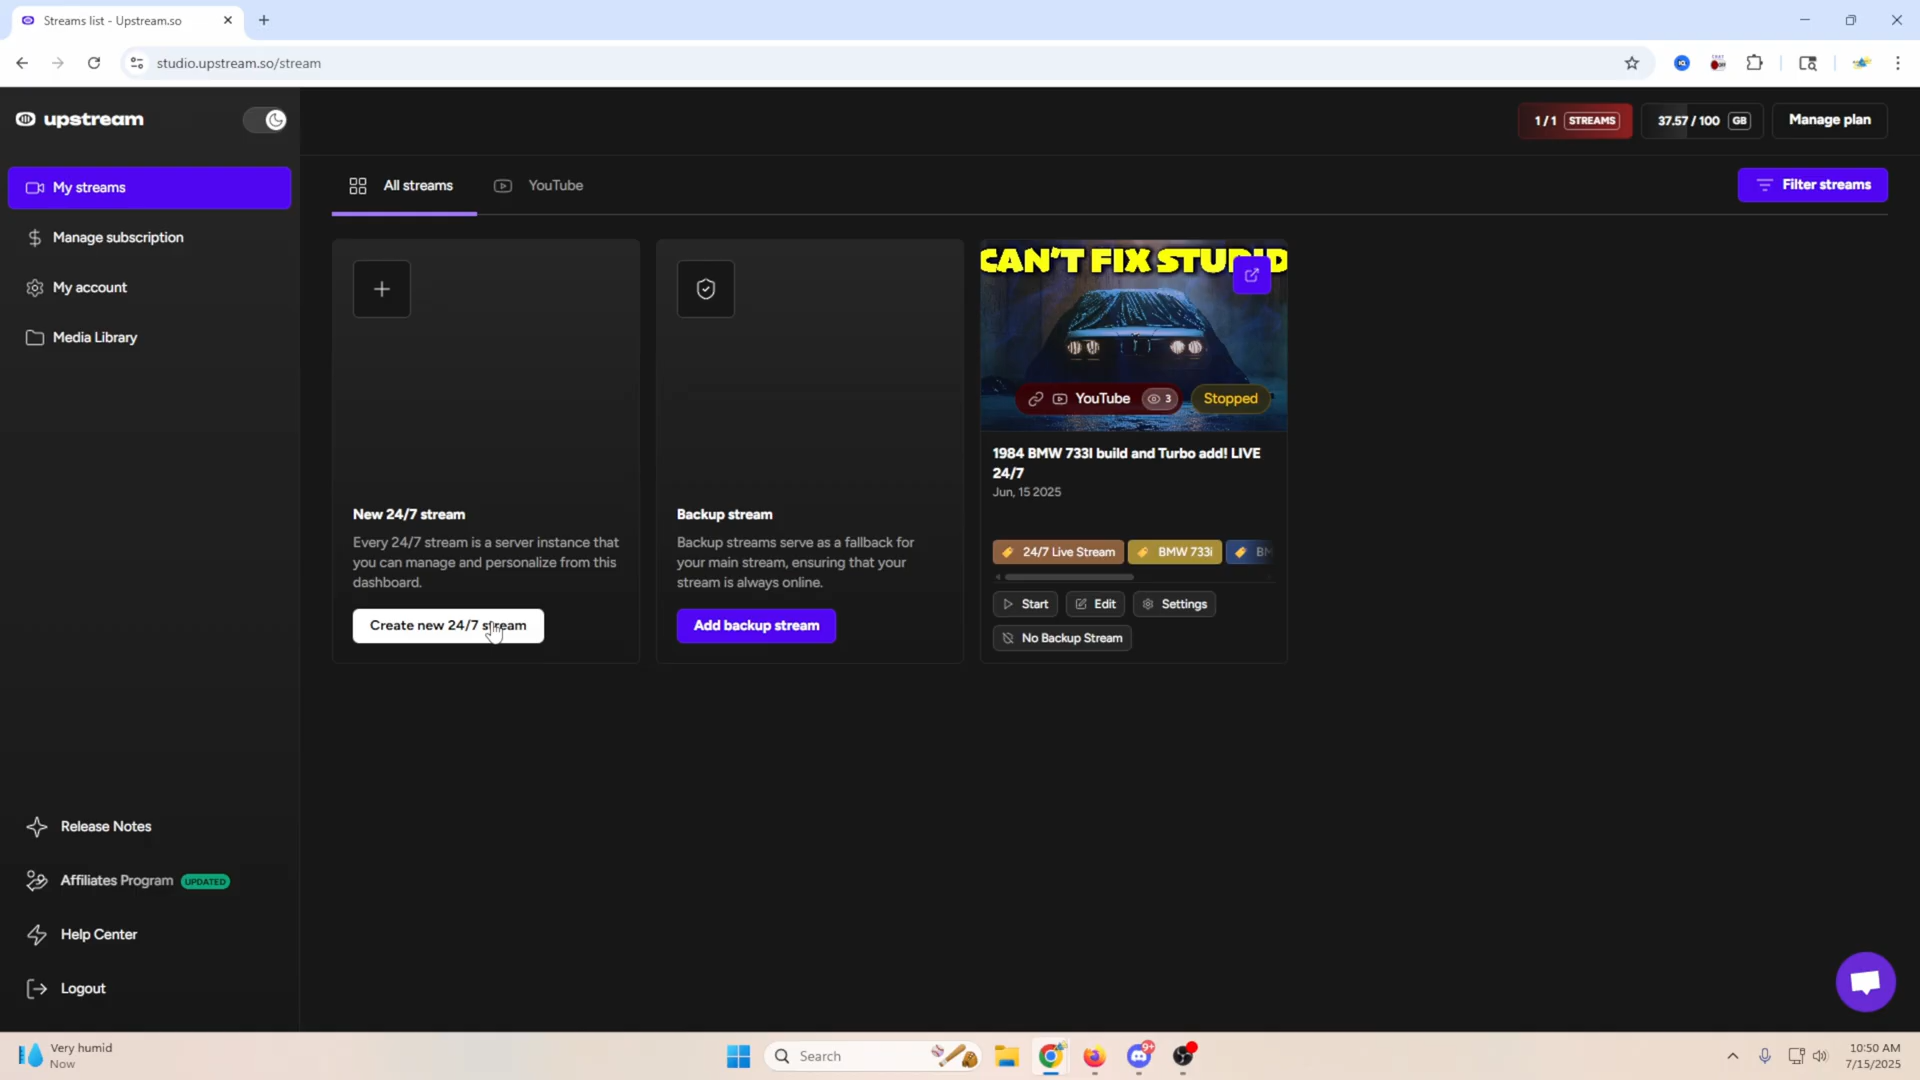 Streams list - Upstream.so
studio.upstream.so/stream
upstream
1 / 1 STREAMS
37.57 / 100 GB
Manage plan
My streams
Manage subscription
My account
Media Library
All streams
YouTube
Filter streams
New 24/7 stream
Every 24/7 stream is a server instance that
you can manage and personalize from this
dashboard.
Create new 24/7 stream
Backup stream
Backup streams serve as a fallback for
your main stream, ensuring that your
stream is always online.
Add backup stream
CAN'T FIX STUPID
YouTube 3
Stopped
1984 BMW 733I build and Turbo add! LIVE
24/7
Jun, 15 2025
24/7 Live Stream
BMW 733i
BM
Start
Edit
Settings
No Backup Stream
Release Notes
Affiliates Program UPDATED
Help Center
Logout
Very humid
Now
Search
9+
10:50 AM
7/15/2025